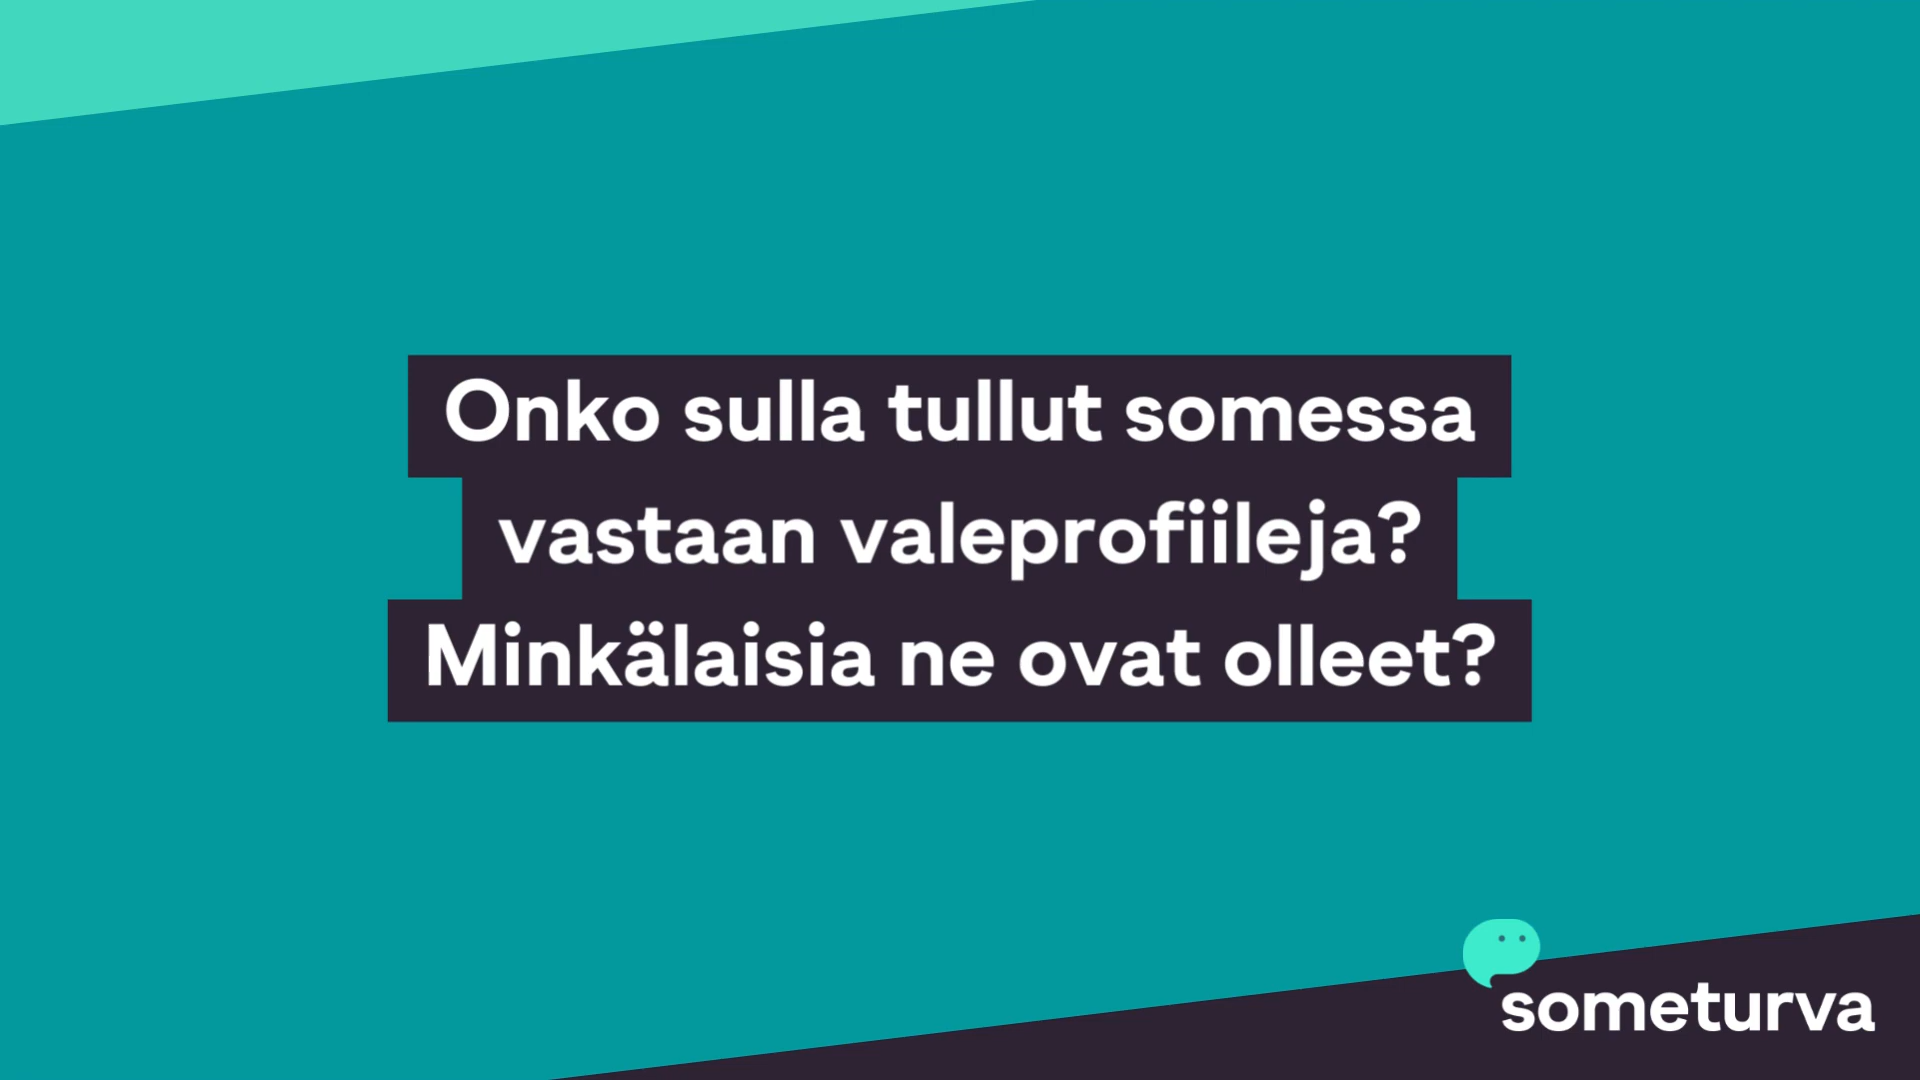 Onko sulla tullut somessa
vastaan valeprofiileja?
Minkälaisia ne ovat olleet?
someturva